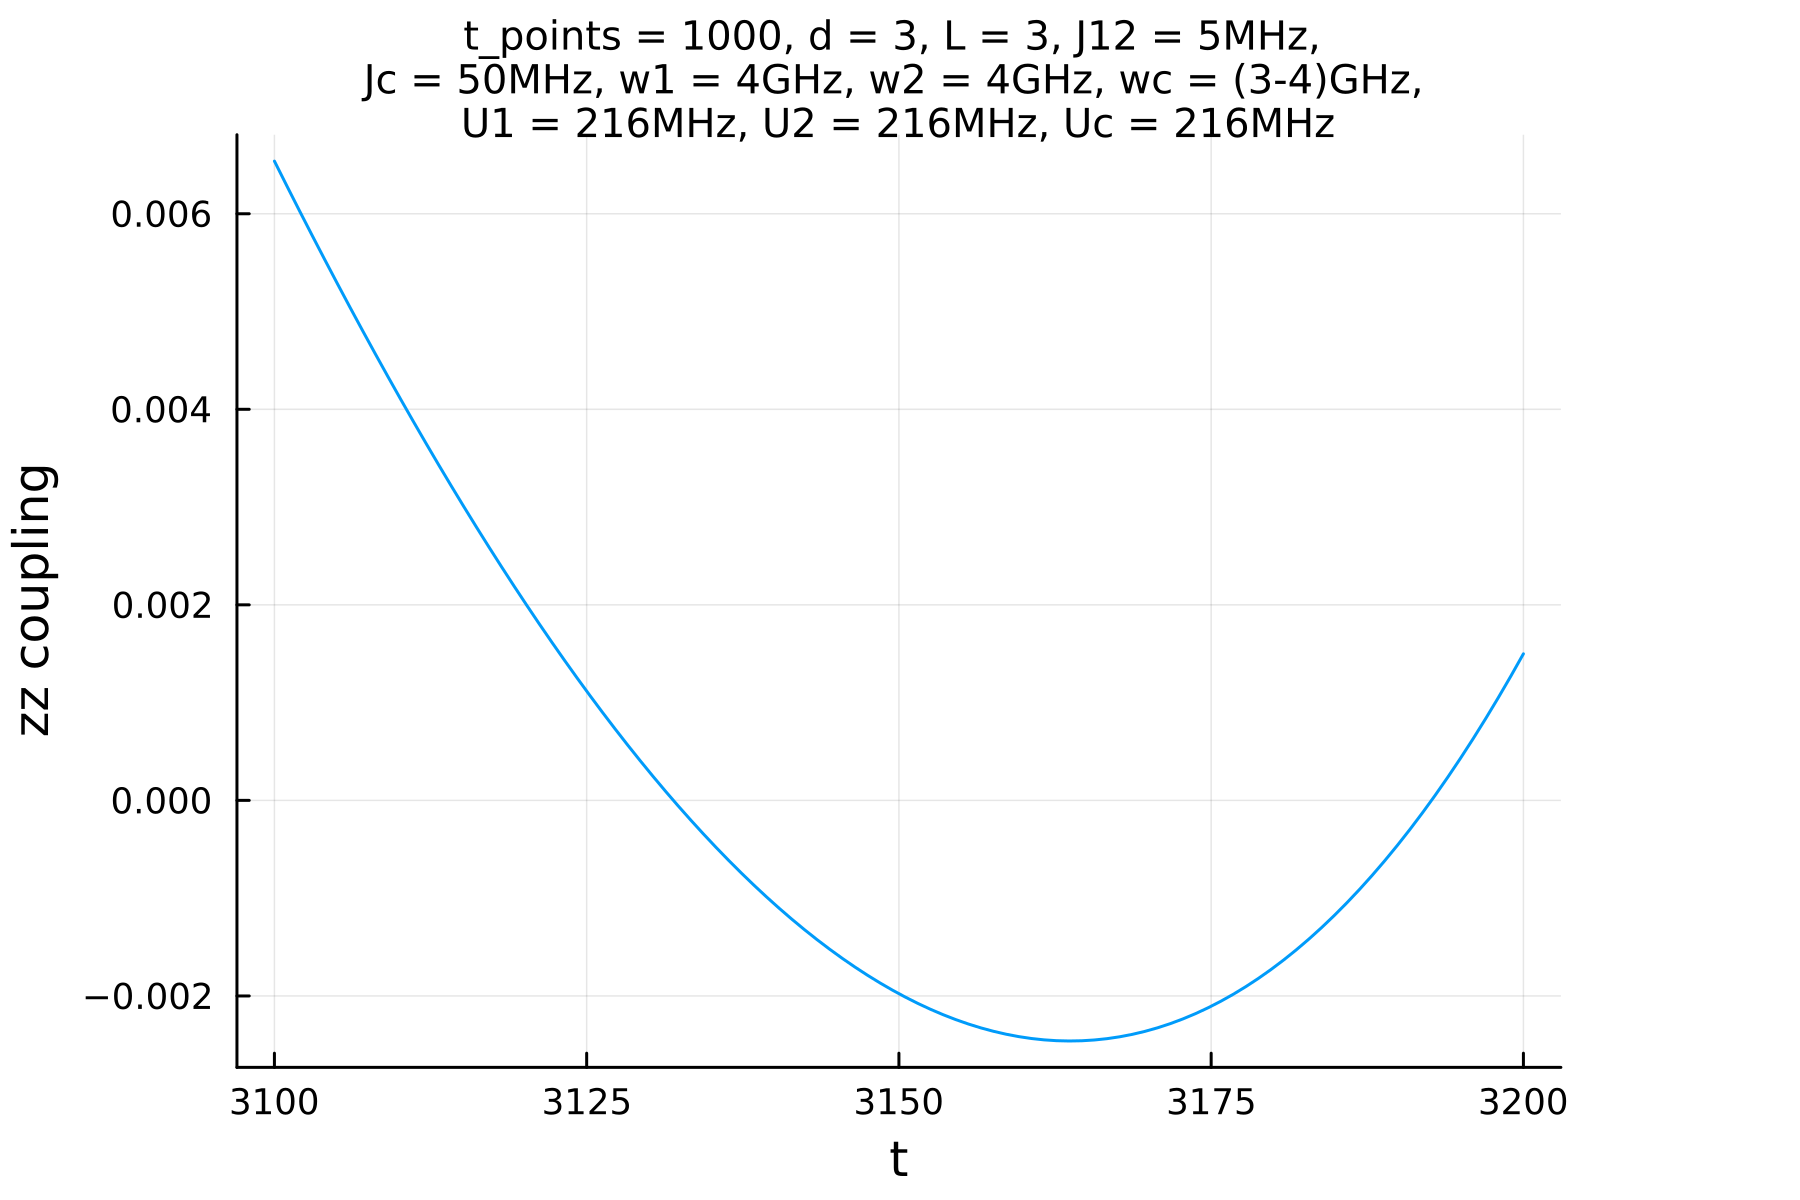 t_points = 1000, d = 3, L = 3, J12 = 5MHz,
Jc = 50MHz, w1 = 4GHz, w2 = 4GHz, wc = (3-4)GHz,
U1 = 216MHz, U2 = 216MHz, Uc = 216MHz
0.006
0.004
0.002
0.000
−0.002
zz coupling
3100 3125 3150 3175 3200
t